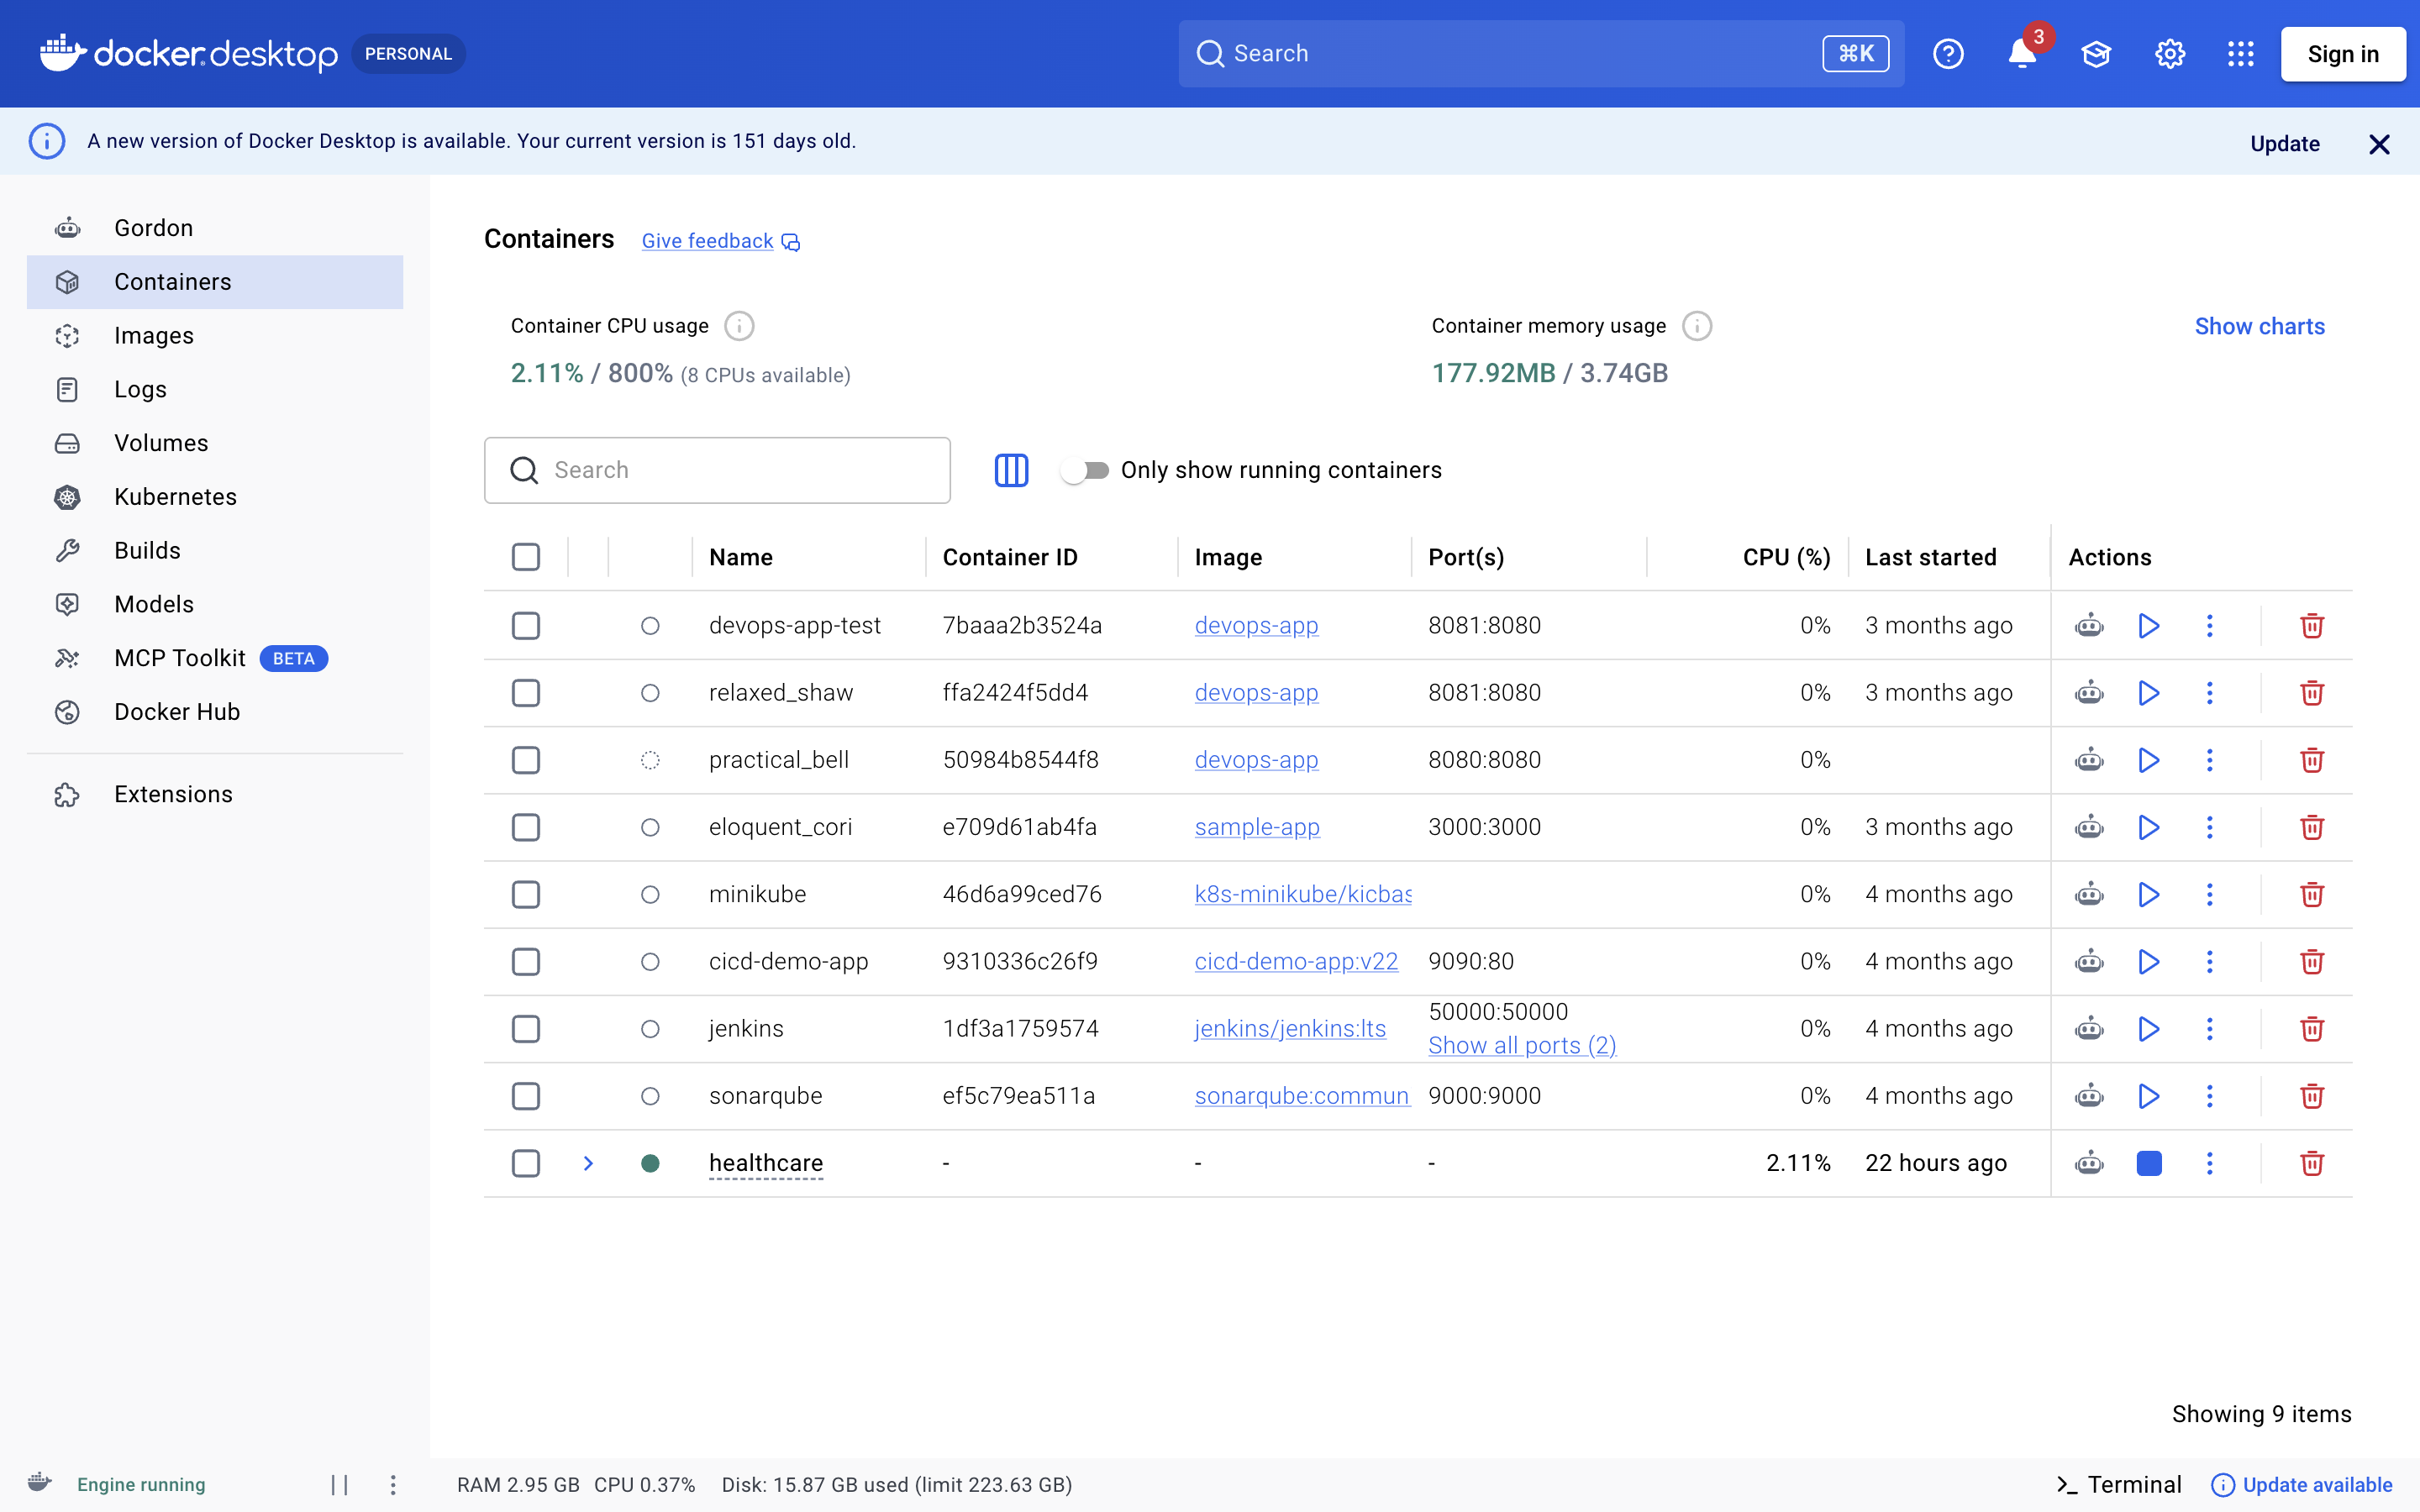 docker desktop PERSONAL Search ⌘K 3 Sign in
A new version of Docker Desktop is available. Your current version is 151 days old. Update
Gordon
Containers
Images
Logs
Volumes
Kubernetes
Builds
Models
MCP Toolkit BETA
Docker Hub
Extensions
Containers Give feedback
Container CPU usage
2.11% / 800% (8 CPUs available)
Container memory usage
177.92MB / 3.74GB
Show charts
Search
Only show running containers
Name Container ID Image Port(s) CPU (%) Last started Actions
devops-app-test 7baaa2b3524a devops-app 8081:8080 0% 3 months ago
relaxed_shaw ffa2424f5dd4 devops-app 8081:8080 0% 3 months ago
practical_bell 50984b8544f8 devops-app 8080:8080 0%
eloquent_cori e709d61ab4fa sample-app 3000:3000 0% 3 months ago
minikube 46d6a99ced76 k8s-minikube/kicbas 0% 4 months ago
cicd-demo-app 9310336c26f9 cicd-demo-app:v22 9090:80 0% 4 months ago
jenkins 1df3a1759574 jenkins/jenkins:lts 50000:50000 0% 4 months ago
Show all ports (2)
sonarqube ef5c79ea511a sonarqube:commun 9000:9000 0% 4 months ago
healthcare - - - 2.11% 22 hours ago
Showing 9 items
Engine running RAM 2.95 GB CPU 0.37% Disk: 15.87 GB used (limit 223.63 GB) Terminal Update available